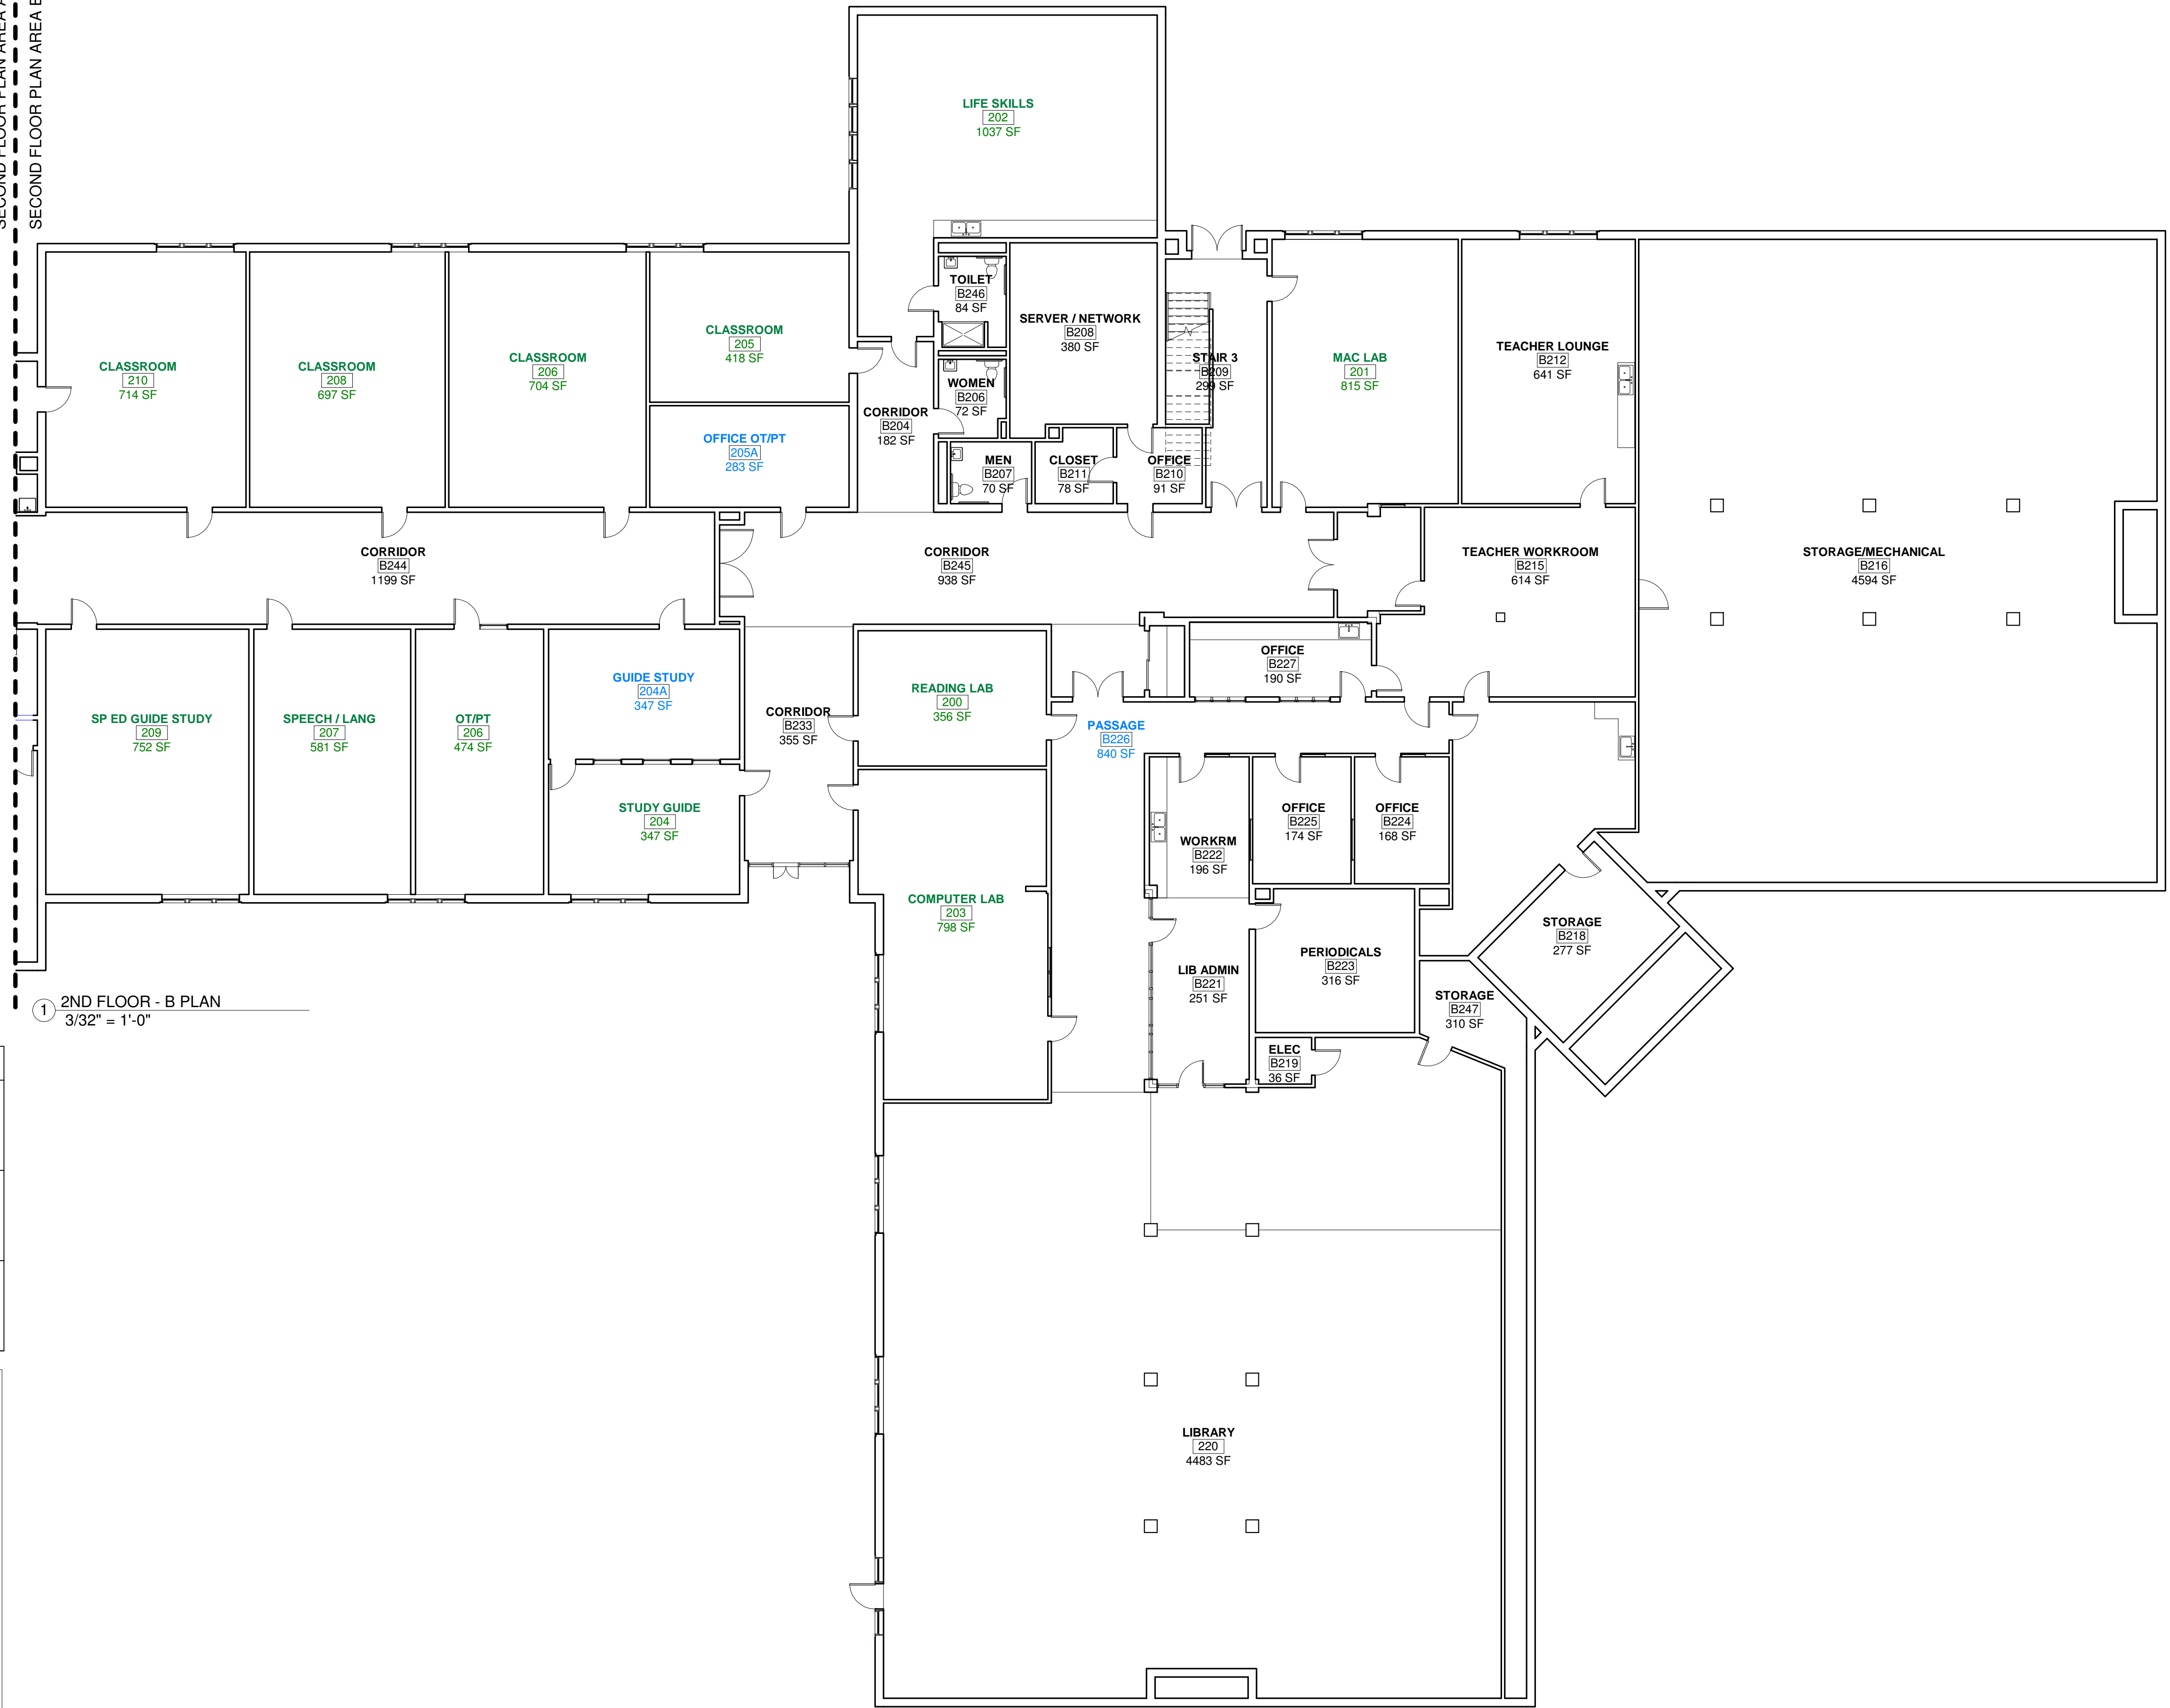 SECOND FLOOR PLAN AREA A
SECOND FLOOR PLAN AREA B
LIFE SKILLS
202
1037 SF
TOILET
B246
84 SF
SERVER / NETWORK
B208
380 SF
CLASSROOM
205
418 SF
CLASSROOM
210
714 SF
CLASSROOM
208
697 SF
CLASSROOM
206
704 SF
WOMEN
B206
72 SF
STAIR 3
B209
299 SF
MAC LAB
201
815 SF
TEACHER LOUNGE
B212
641 SF
CORRIDOR
B204
182 SF
OFFICE OT/PT
205A
283 SF
MEN
B207
70 SF
CLOSET
B211
78 SF
OFFICE
B210
91 SF
CORRIDOR
B244
1199 SF
CORRIDOR
B245
938 SF
TEACHER WORKROOM
B215
614 SF
STORAGE/MECHANICAL
B216
4594 SF
SP ED GUIDE STUDY
209
752 SF
SPEECH / LANG
207
581 SF
OT/PT
206
474 SF
GUIDE STUDY
204A
347 SF
CORRIDOR
B233
355 SF
READING LAB
200
356 SF
PASSAGE
B226
840 SF
OFFICE
B227
190 SF
STUDY GUIDE
204
347 SF
WORKRM
B222
196 SF
OFFICE
B225
174 SF
OFFICE
B224
168 SF
COMPUTER LAB
203
798 SF
LIB ADMIN
B221
251 SF
PERIODICALS
B223
316 SF
STORAGE
B218
277 SF
STORAGE
B247
310 SF
ELEC
B219
36 SF
1 2ND FLOOR - B PLAN
3/32" = 1'-0"
LIBRARY
220
4483 SF